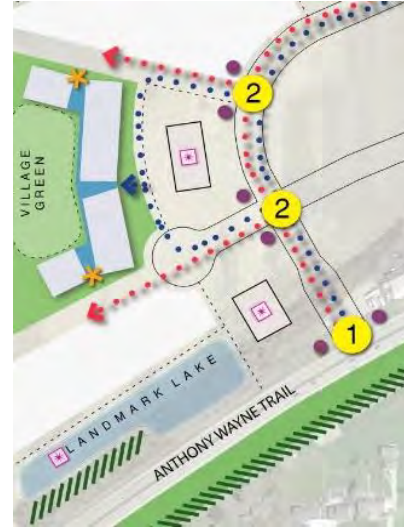 2
VILLAGE
GREEN
2
1
LANDMARK LAKE
ANTHONY WAYNE TRAIL